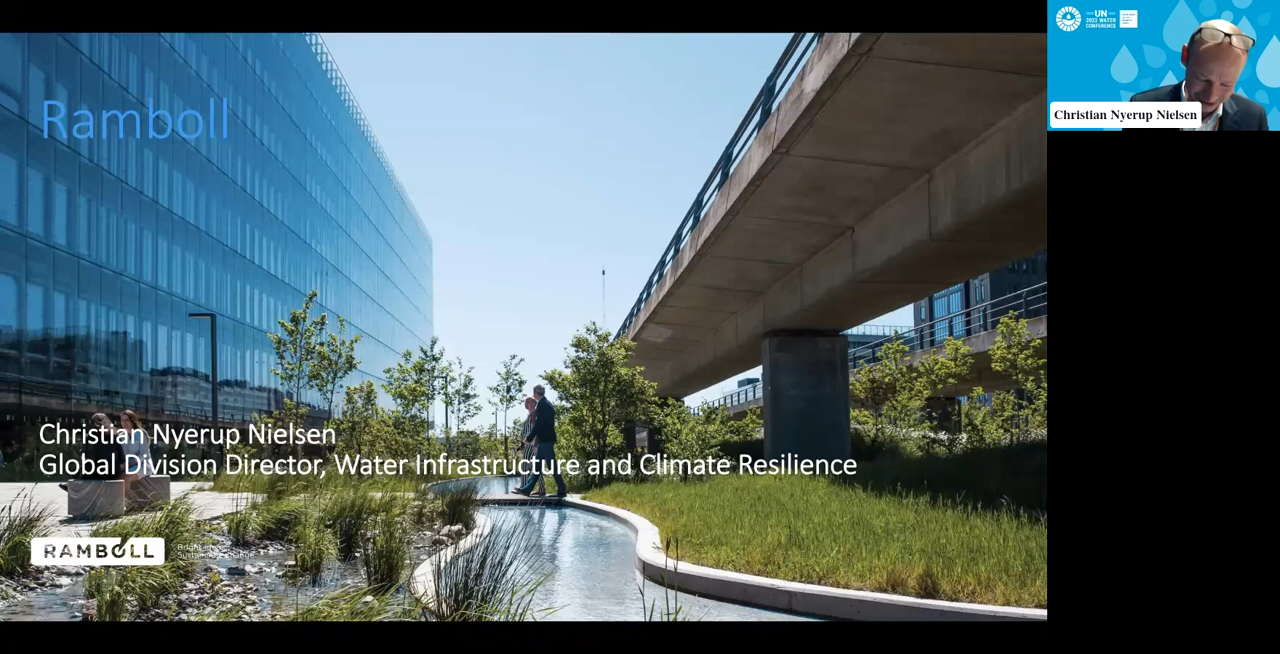 Ramboll
Christian Nyerup Nielsen
Global Division Director, Water Infrastructure and Climate Resilience
RAMBOLL
UN
2023 WATER
CONFERENCE
Christian Nyerup Nielsen